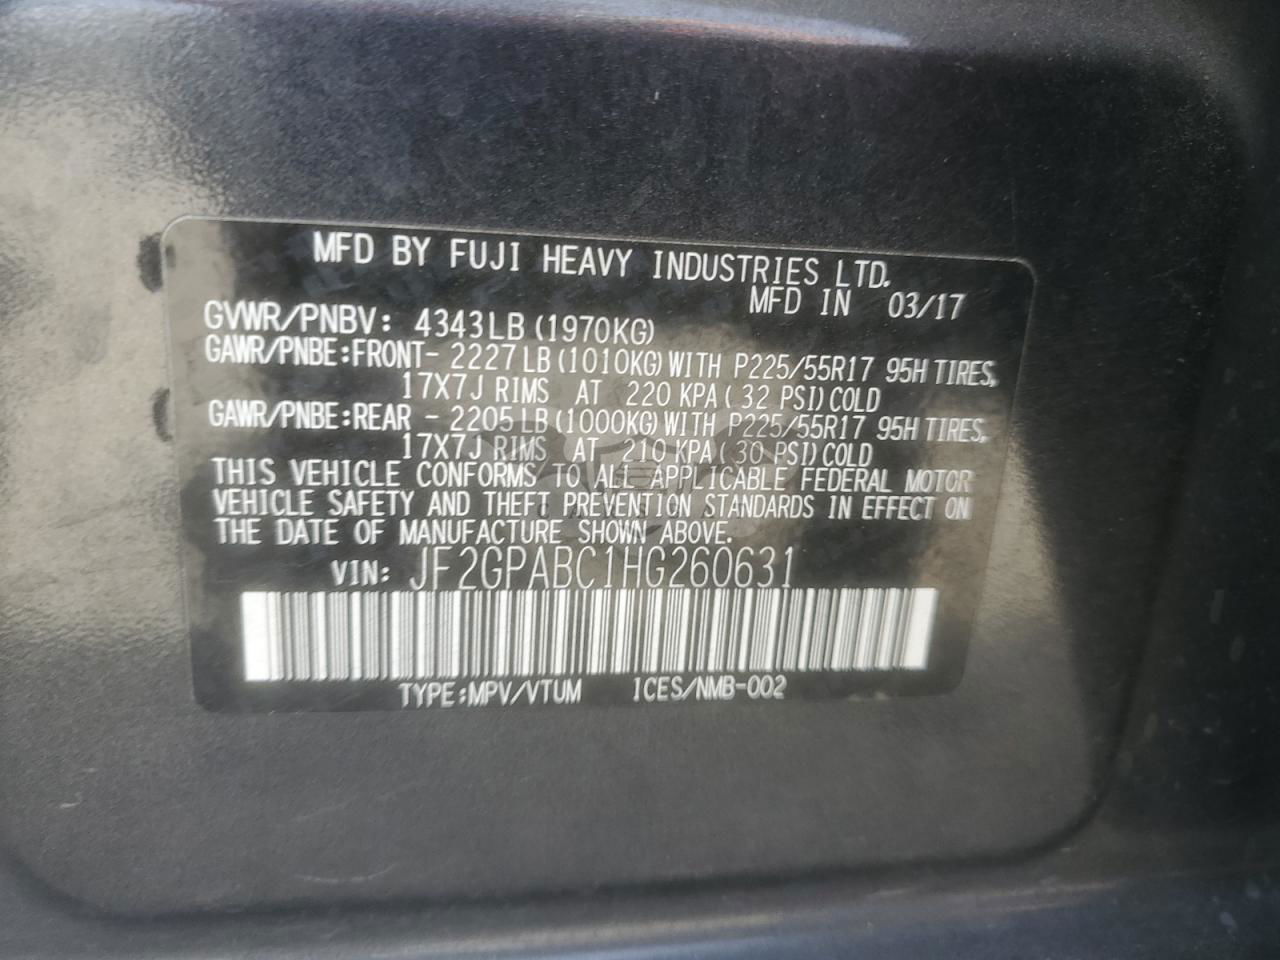 MFD BY FUJI HEAVY INDUSTRIES LTD.
MFD IN 03/17
GVWR/PNBV: 4343LB (1970KG)
GAWR/PNBE:FRONT- 2227LB (1010KG) WITH P225/55R17 95H TIRES,
17X7J RIMS AT 220 KPA (32 PSI) COLD
GAWR/PNBE:REAR - 2205LB (1000KG) WITH P225/55R17 95H TIRES,
17X7J RIMS AT 210 KPA (30 PSI) COLD
THIS VEHICLE CONFORMS TO ALL APPLICABLE FEDERAL MOTOR
VEHICLE SAFETY AND THEFT PREVENTION STANDARDS IN EFFECT ON
THE DATE OF MANUFACTURE SHOWN ABOVE.
VIN: JF2GPABC1HG260631
TYPE:MPV/VTUM ICES/NMB-002